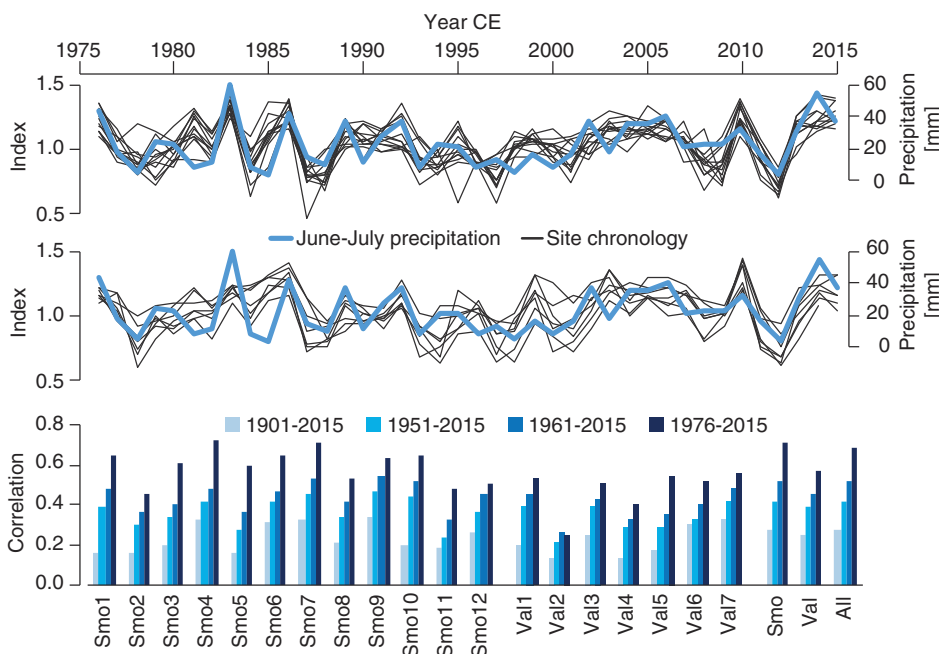 Year CE
1975 1980 1985 1990 1995 2000 2005 2010 2015
1.5 60
40
1.0 20
0
0.5
Index
Precipitation
[mm]
June-July precipitation Site chronology
1.5 60
40
1.0 20
0
0.5
Index
Precipitation
[mm]
0.8
0.6
0.4
0.2
0.0
Correlation
1901-2015 1951-2015 1961-2015 1976-2015
Smo1 Smo2 Smo3 Smo4 Smo5 Smo6 Smo7 Smo8 Smo9 Smo10 Smo11 Smo12 Val1 Val2 Val3 Val4 Val5 Val6 Val7 Smo Val All